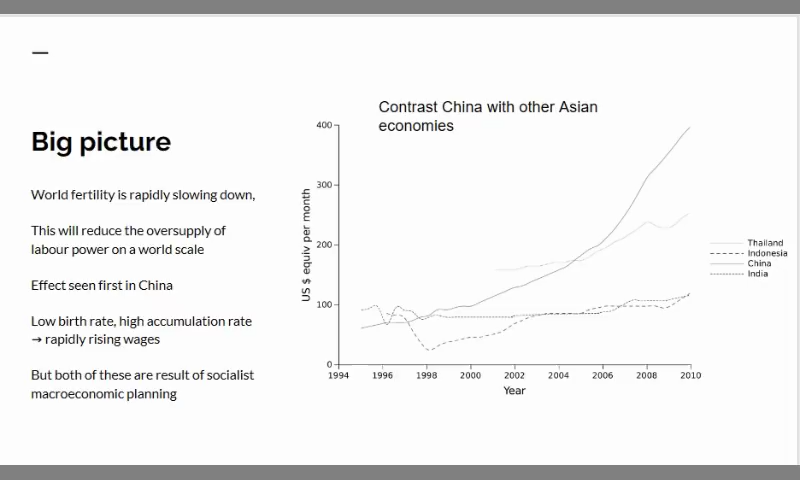 Big picture
World fertility is rapidly slowing down,
This will reduce the oversupply of
labour power on a world scale
Effect seen first in China
Low birth rate, high accumulation rate
→ rapidly rising wages
But both of these are result of socialist
macroeconomic planning
Contrast China with other Asian
economies
US $ equiv per month
400
300
200
100
0
1994 1996 1998 2000 2002 2004 2006 2008 2010
Year
Thailand
Indonesia
China
India